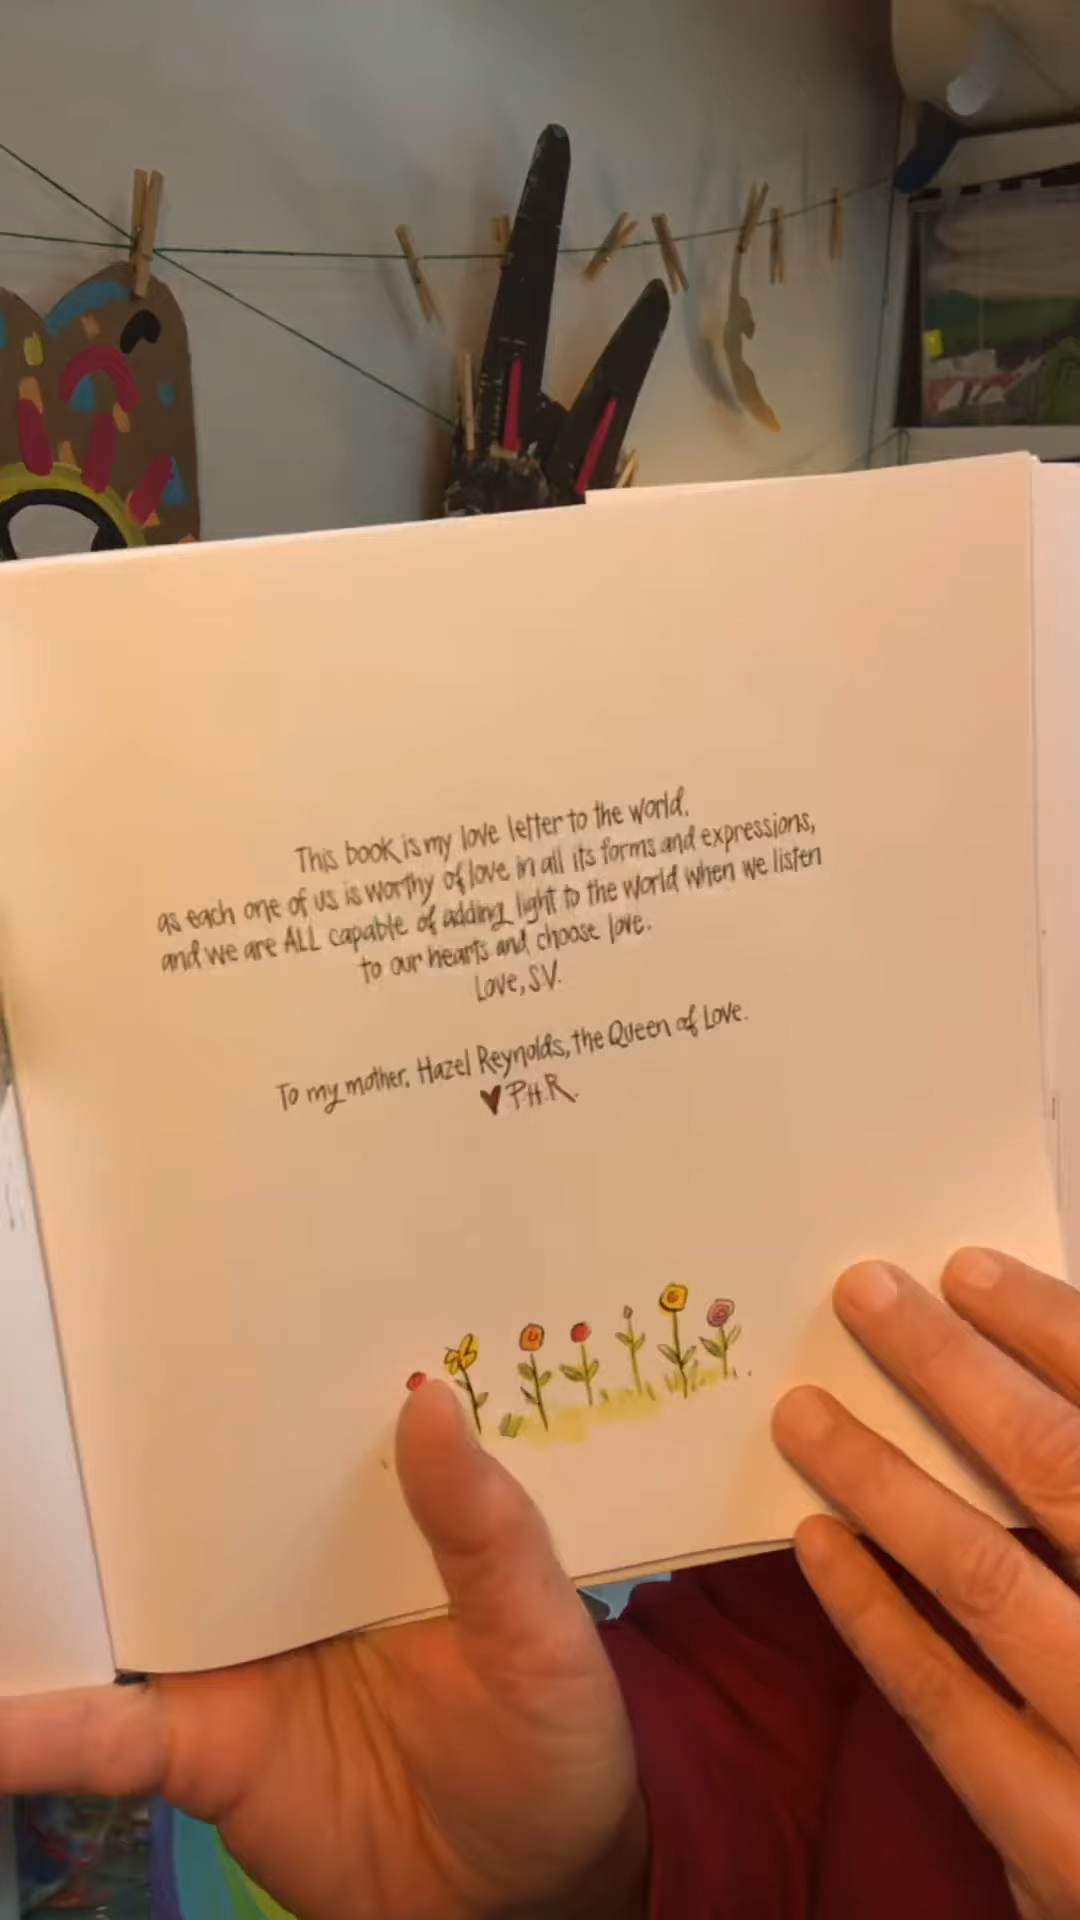 This book is my love letter to the world,
as each one of us is worthy of love in all its forms and expressions,
and we are ALL capable of adding light to the world when we listen
to our hearts and choose love.
Love, SV.
To my mother, Hazel Reynolds, the Queen of Love.
♥ P.H.R.